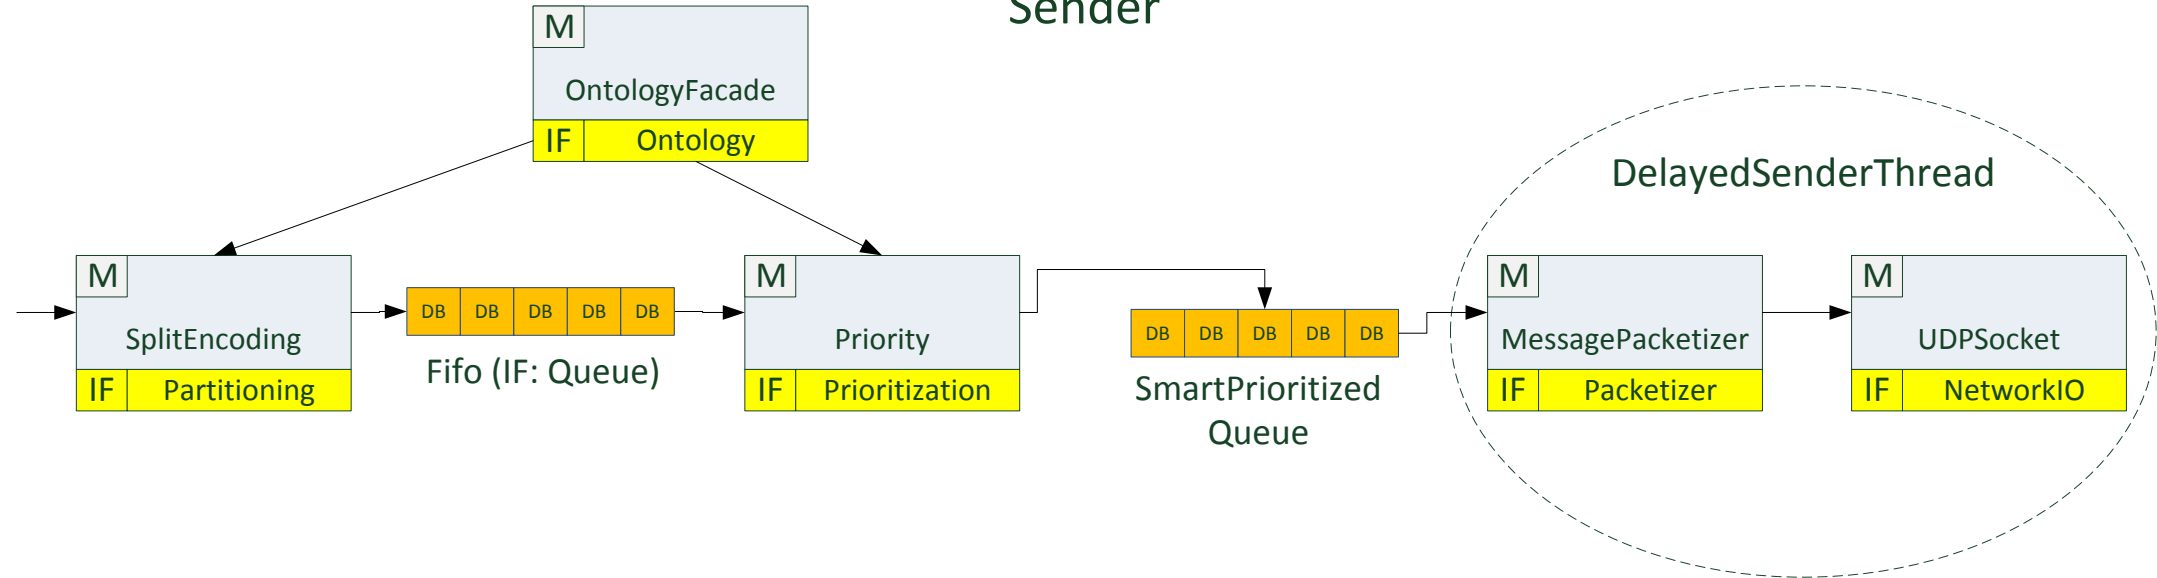 Sender
M
OntologyFacade
IF Ontology
DelayedSenderThread
M
SplitEncoding
IF Partitioning
DB DB DB DB DB
Fifo (IF: Queue)
M
Priority
IF Prioritization
DB DB DB DB DB
SmartPrioritized
Queue
M
MessagePacketizer
IF Packetizer
M
UDPSocket
IF NetworkIO